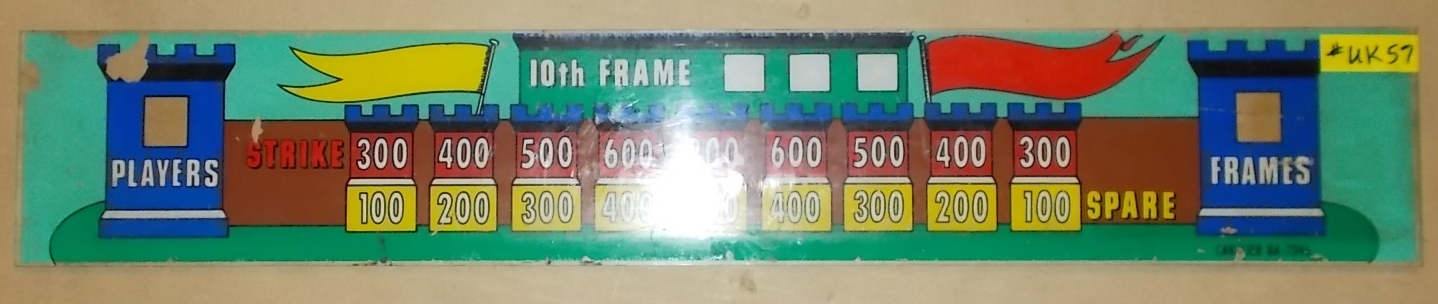 #UK57
10th FRAME
STRIKE 300 400 500 600 600 500 400 300
PLAYERS
FRAMES
100 200 300 400 400 300 200 100 SPARE